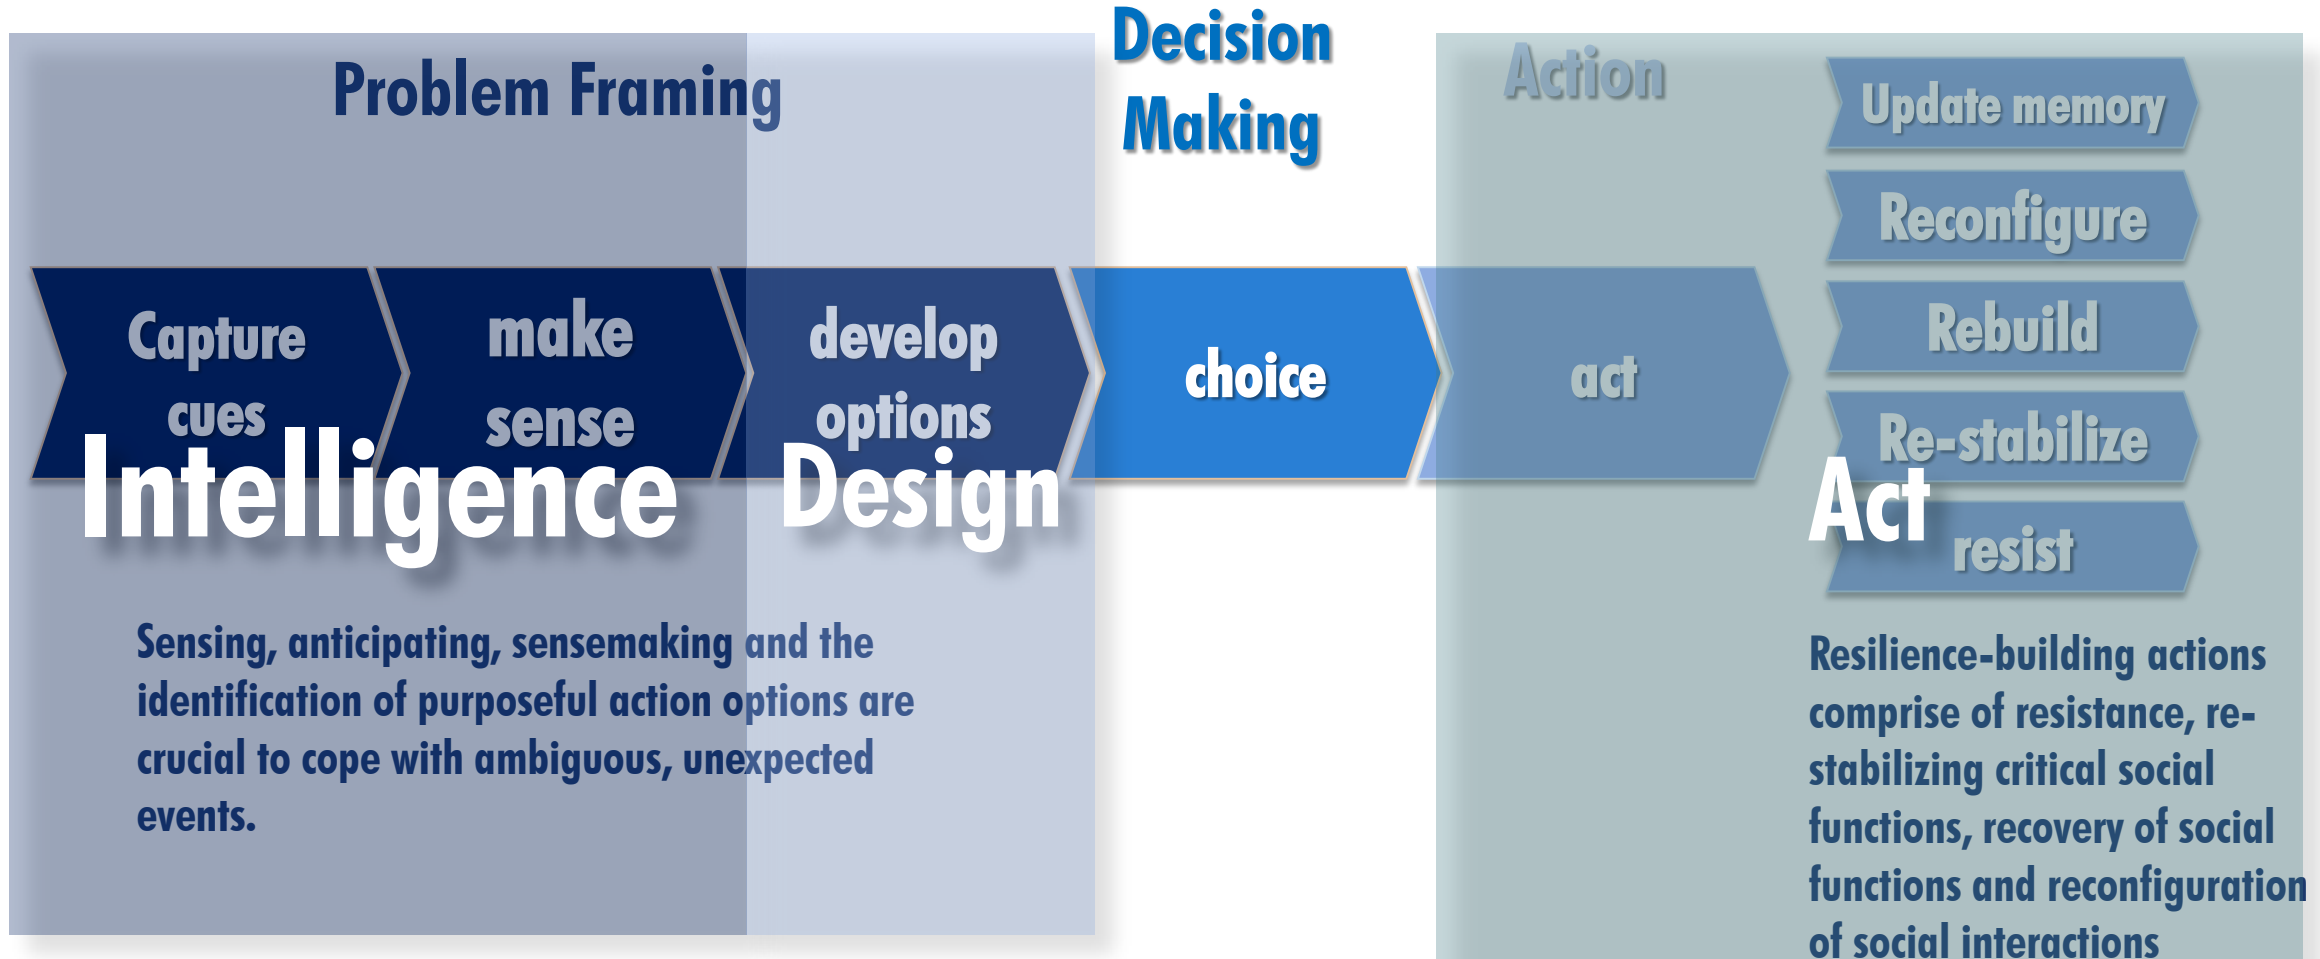 Problem Framing
Decision
Making
Action
Capture
cues
make
sense
develop
options
choice
act
Update memory
Reconfigure
Rebuild
Re-stabilize
resist
Intelligence
Design
Act
Sensing, anticipating, sensemaking and the
identification of purposeful action options are
crucial to cope with ambiguous, unexpected
events.
Resilience-building actions
comprise of resistance, re-
stabilizing critical social
functions, recovery of social
functions and reconfiguration
of social interactions